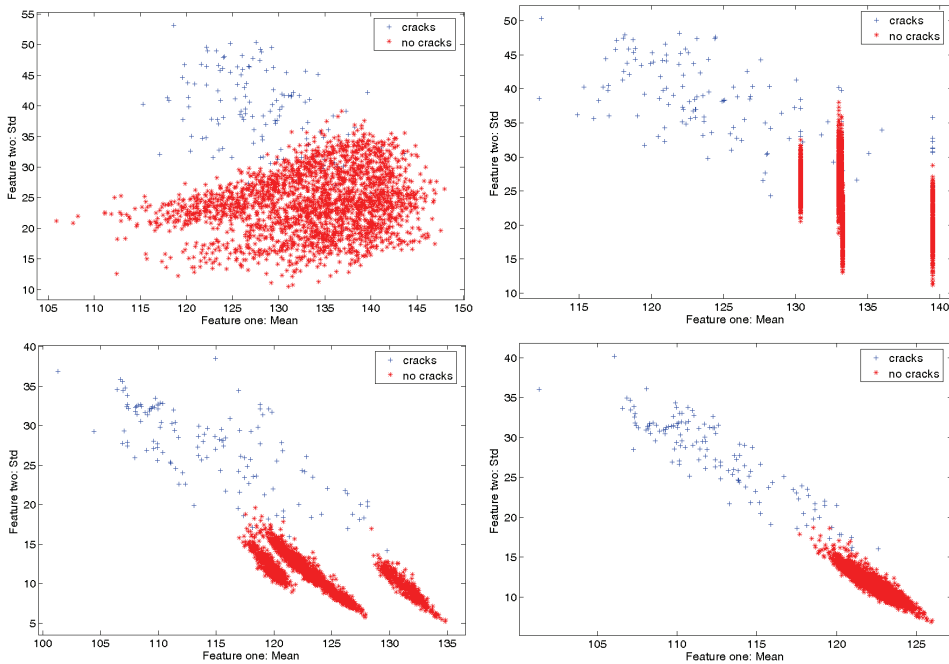 55
50
45
40
35
30
25
20
15
10
Feature two: Std
cracks
no cracks
105 110 115 120 125 130 135 140 145 150
Feature one: Mean
50
45
40
35
30
25
20
15
10
Feature two: Std
cracks
no cracks
115 120 125 130 135 140
Feature one: Mean
40
35
30
25
20
15
10
5
Feature two: Std
cracks
no cracks
100 105 110 115 120 125 130 135
Feature one: Mean
40
35
30
25
20
15
10
Feature two: Std
cracks
no cracks
105 110 115 120 125
Feature one: Mean